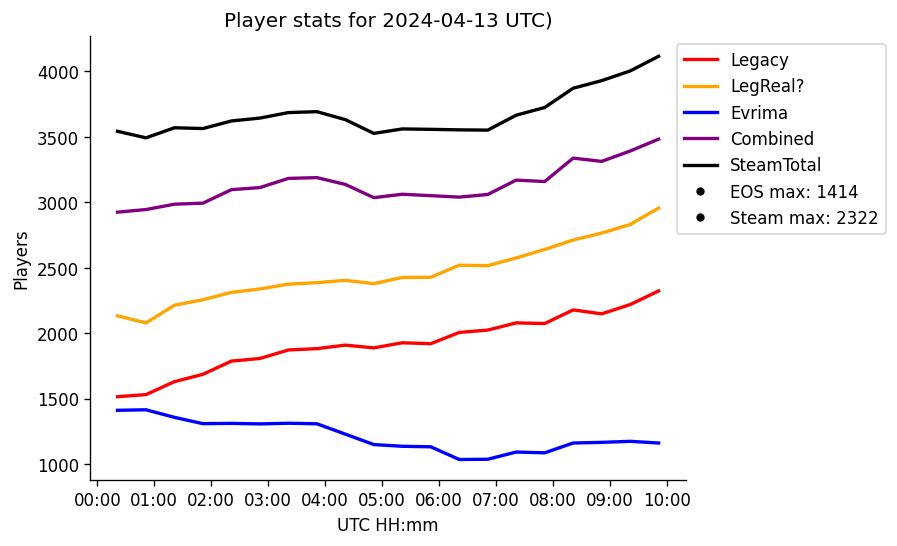 Player stats for 2024-04-13 UTC)
Legacy
LegReal?
Evrima
Combined
SteamTotal
EOS max: 1414
Steam max: 2322
Players
4000
3500
3000
2500
2000
1500
1000
00:00 01:00 02:00 03:00 04:00 05:00 06:00 07:00 08:00 09:00 10:00
UTC HH:mm